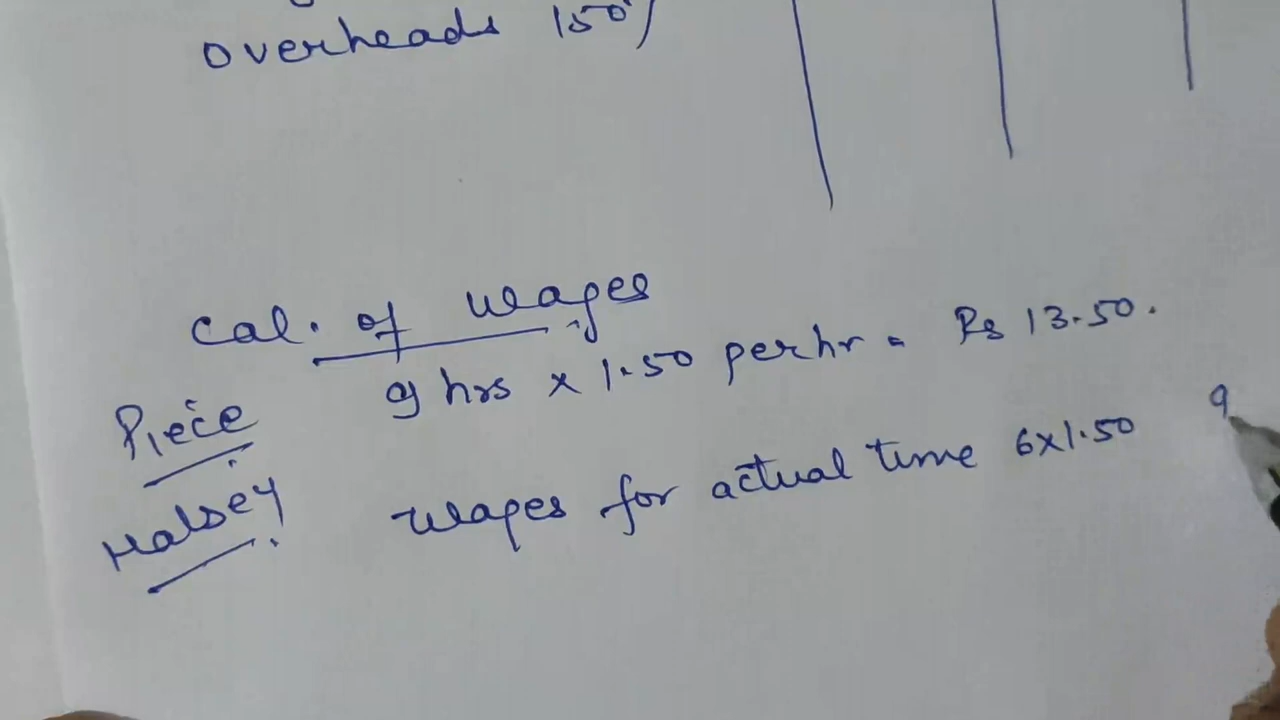 overheads 150%
Cal. of wages
Piece 9 hrs x 1.50 per hr = Rs 13.50.
Halsey wages for actual time 6x1.50 9